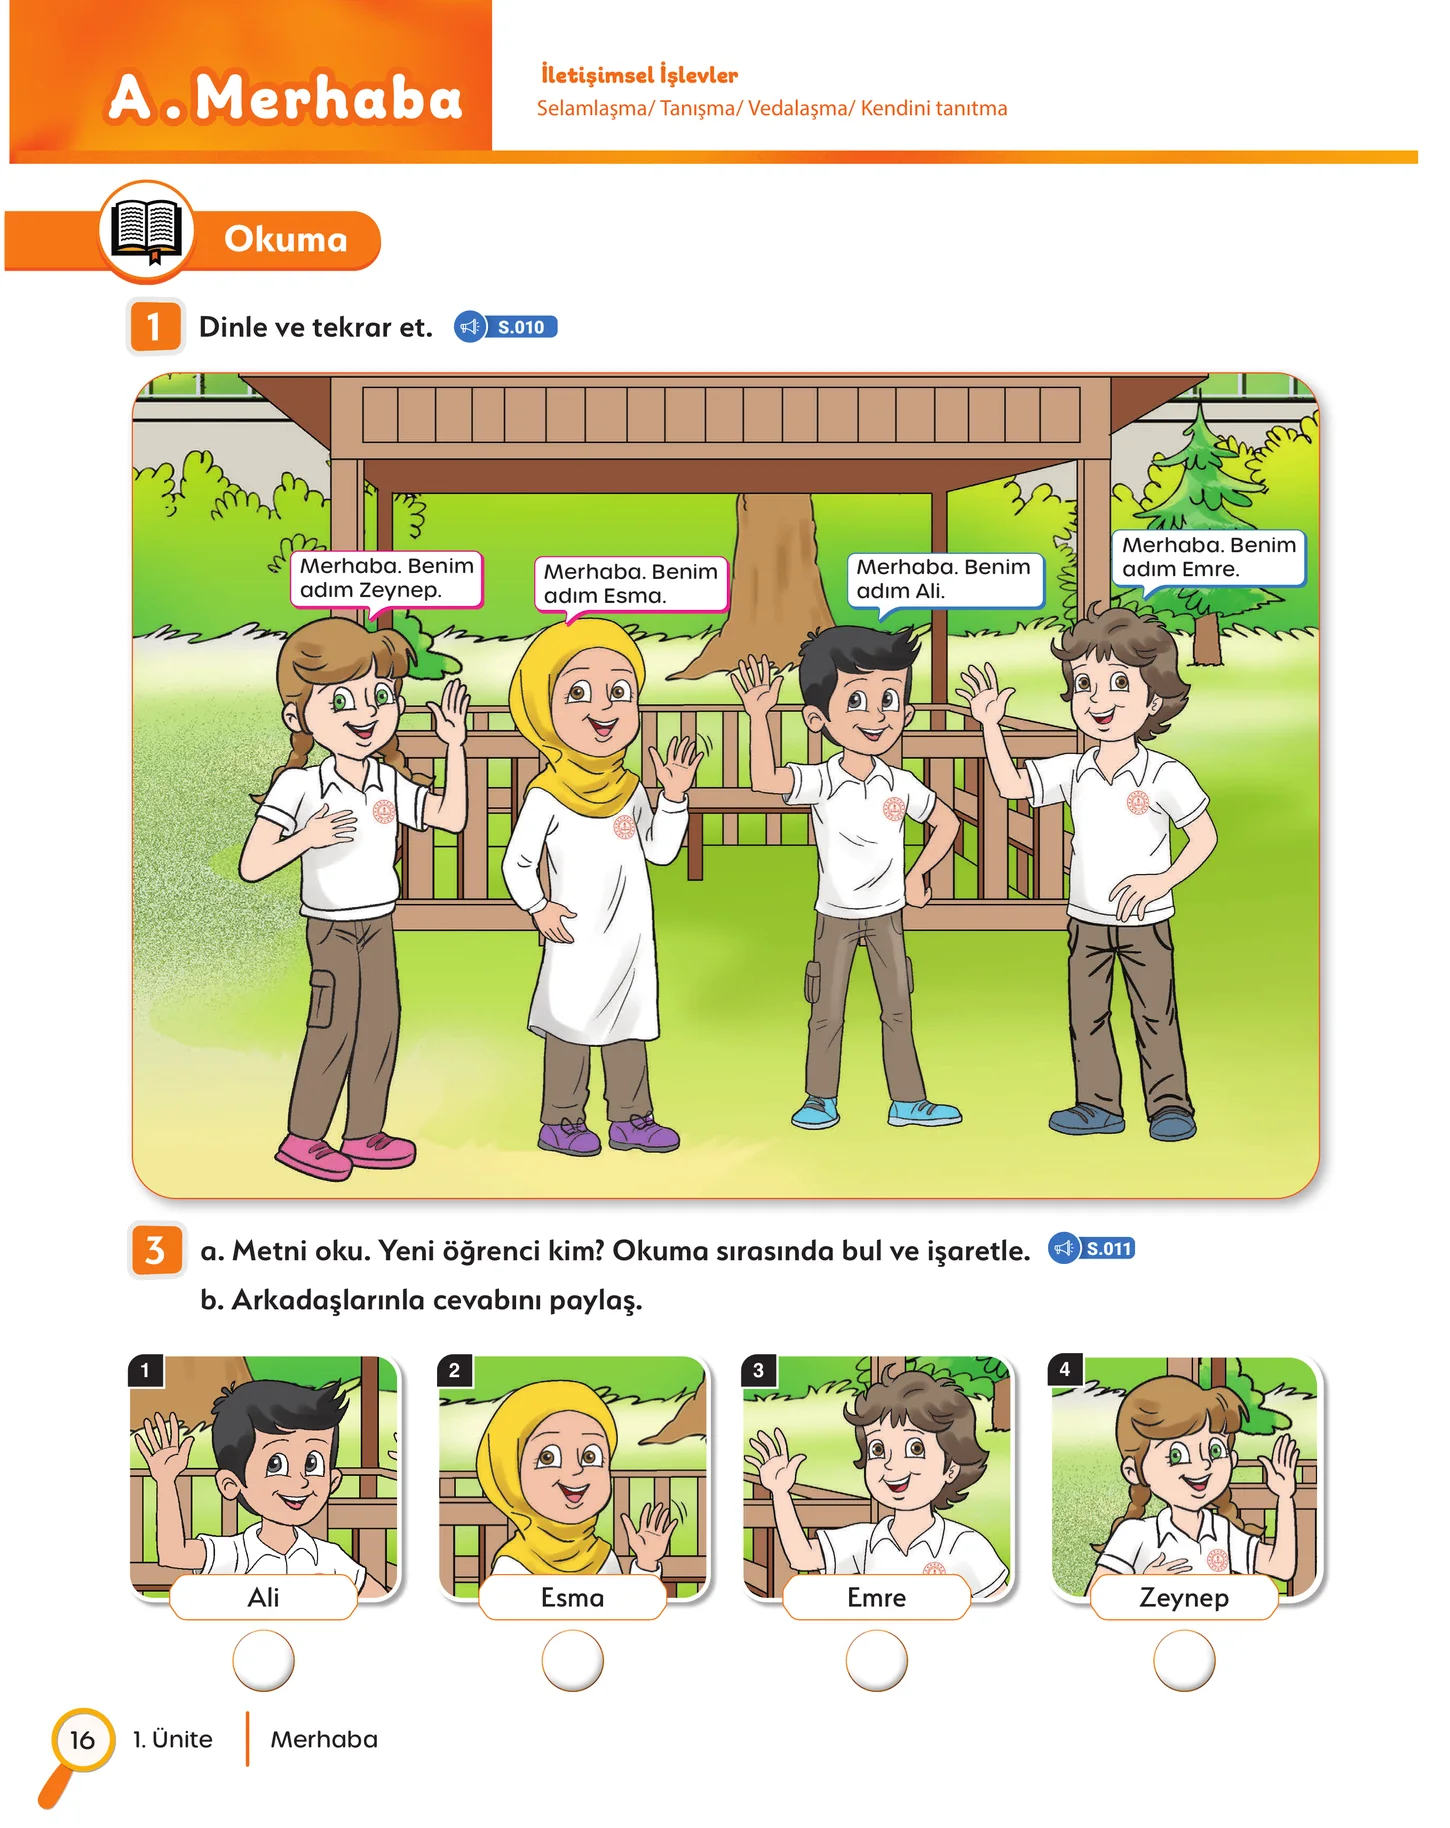 A. Merhaba
İletişimsel İşlevler
Selamlaşma/ Tanışma/ Vedalaşma/ Kendini tanıtma
Okuma
1 Dinle ve tekrar et. S.010
Merhaba. Benim
adım Zeynep.
Merhaba. Benim
adım Esma.
Merhaba. Benim
adım Ali.
Merhaba. Benim
adım Emre.
3 a. Metni oku. Yeni öğrenci kim? Okuma sırasında bul ve işaretle. S.011
b. Arkadaşlarınla cevabını paylaş.
1
2
3
4
Ali
Esma
Emre
Zeynep
16 1. Ünite Merhaba